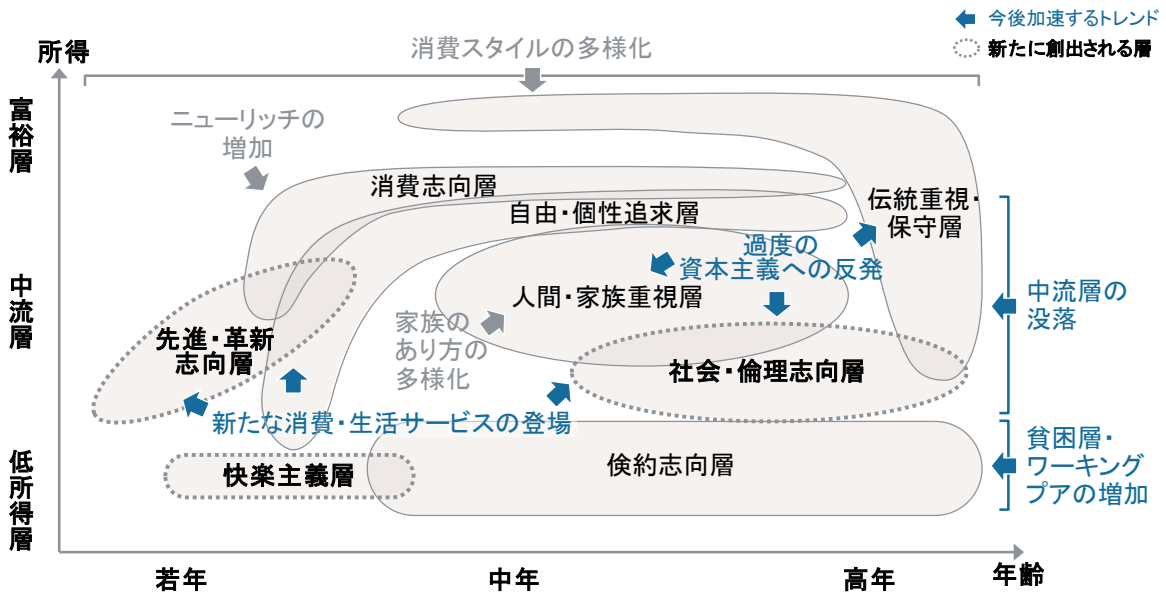 今後加速するトレンド
新たに創出される層
消費スタイルの多様化
所得
富裕層
中流層
低所得層
ニューリッチの
増加
消費志向層
自由・個性追求層
伝統重視・
保守層
過度の
資本主義への反発
人間・家族重視層
中流層の
没落
先進・革新
志向層
家族の
あり方の
多様化
社会・倫理志向層
新たな消費・生活サービスの登場
快楽主義層
倹約志向層
貧困層・
ワーキング
プアの増加
若年
中年
高年
年齢